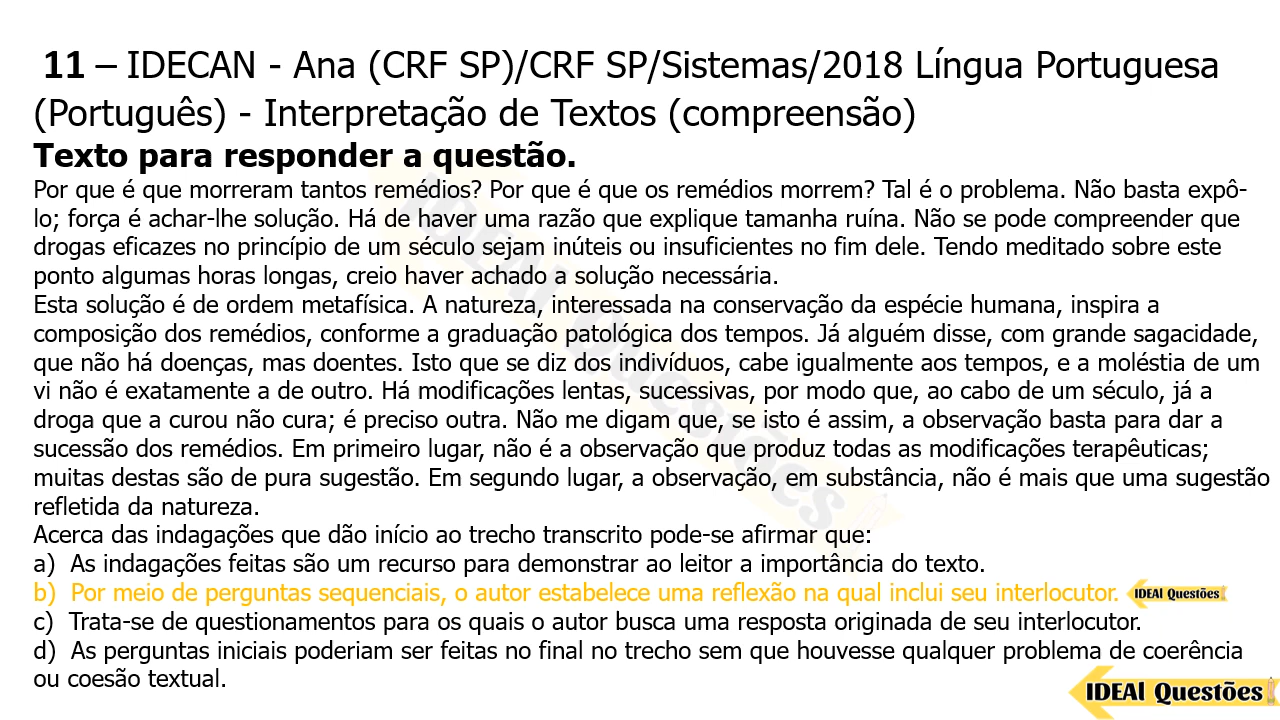 11 – IDECAN - Ana (CRF SP)/CRF SP/Sistemas/2018 Língua Portuguesa
(Português) - Interpretação de Textos (compreensão)
Texto para responder a questão.
Por que é que morreram tantos remédios? Por que é que os remédios morrem? Tal é o problema. Não basta expô-
lo; força é achar-lhe solução. Há de haver uma razão que explique tamanha ruína. Não se pode compreender que
drogas eficazes no princípio de um século sejam inúteis ou insuficientes no fim dele. Tendo meditado sobre este
ponto algumas horas longas, creio haver achado a solução necessária.
Esta solução é de ordem metafísica. A natureza, interessada na conservação da espécie humana, inspira a
composição dos remédios, conforme a graduação patológica dos tempos. Já alguém disse, com grande sagacidade,
que não há doenças, mas doentes. Isto que se diz dos indivíduos, cabe igualmente aos tempos, e a moléstia de um
vi não é exatamente a de outro. Há modificações lentas, sucessivas, por modo que, ao cabo de um século, já a
droga que a curou não cura; é preciso outra. Não me digam que, se isto é assim, a observação basta para dar a
sucessão dos remédios. Em primeiro lugar, não é a observação que produz todas as modificações terapêuticas;
muitas destas são de pura sugestão. Em segundo lugar, a observação, em substância, não é mais que uma sugestão
refletida da natureza.
Acerca das indagações que dão início ao trecho transcrito pode-se afirmar que:
a) As indagações feitas são um recurso para demonstrar ao leitor a importância do texto.
b) Por meio de perguntas sequenciais, o autor estabelece uma reflexão na qual inclui seu interlocutor. IDEAl Questões
c) Trata-se de questionamentos para os quais o autor busca uma resposta originada de seu interlocutor.
d) As perguntas iniciais poderiam ser feitas no final no trecho sem que houvesse qualquer problema de coerência
ou coesão textual.
IDEAl Questões
IDEAl Questões